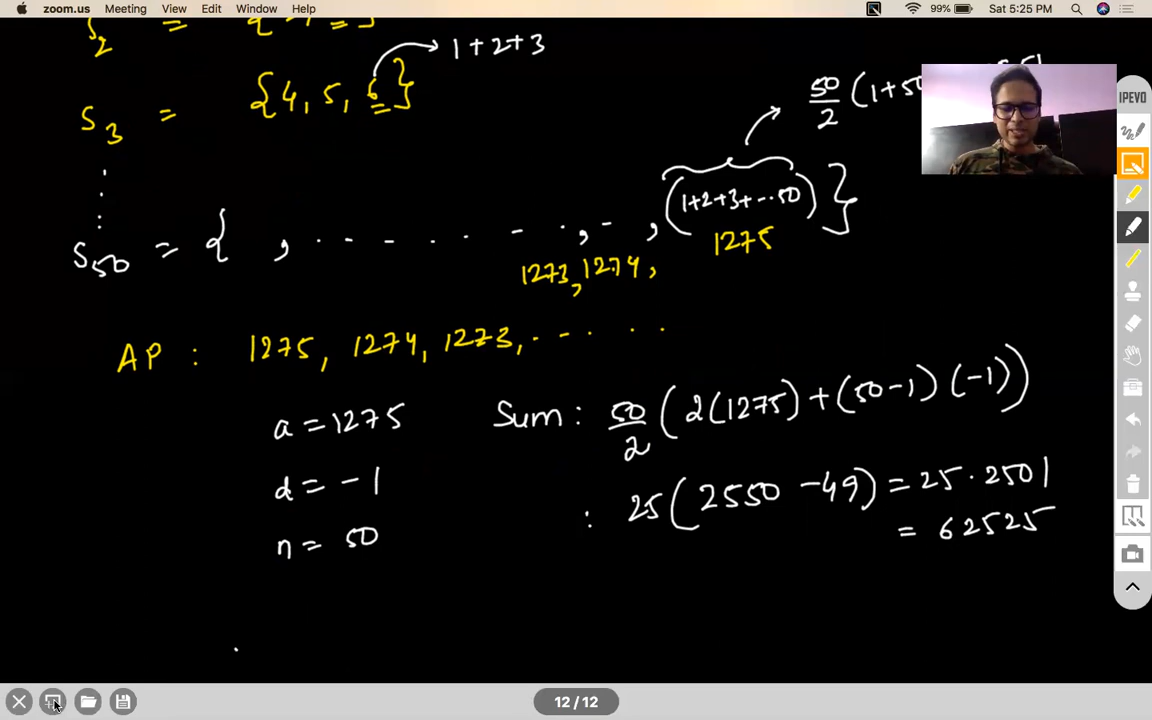 zoom.us Meeting View Edit Window Help 99% Sat 5:25 PM
S2 =
1+2+3
S3 = {4, 5, 6}
50/2 (1+50
IPEVO
S50 = { , . - - . . - . , - , (1+2+3+...50) }
1273, 1274, 1275
AP : 1275, 1274, 1273, . - . . .
a = 1275
Sum : 50/2 (2(1275) + (50-1) (-1))
d = -1
: 25(2550 -49) = 25.2501
n = 50
= 62525
12 / 12